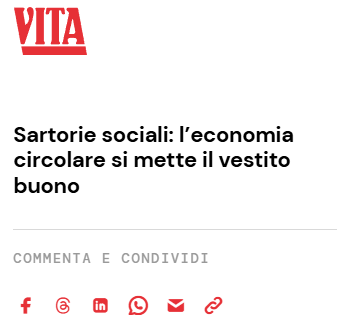 VITA
Sartorie sociali: l’economia
circolare si mette il vestito
buono
COMMENTA E CONDIVIDI